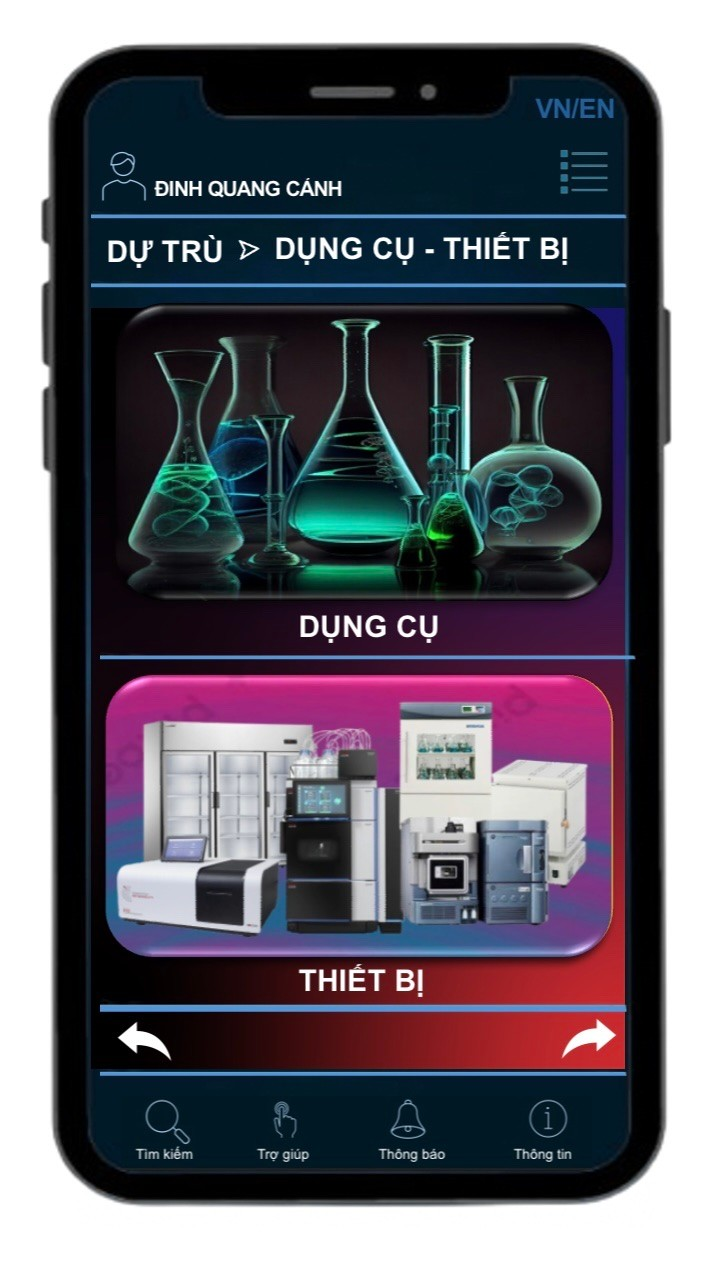 VN/EN
ĐINH QUANG CÁNH
DỰ TRÙ ➢ DỤNG CỤ - THIẾT BỊ
DỤNG CỤ
THIẾT BỊ
Tìm kiếm
Trợ giúp
Thông báo
Thông tin